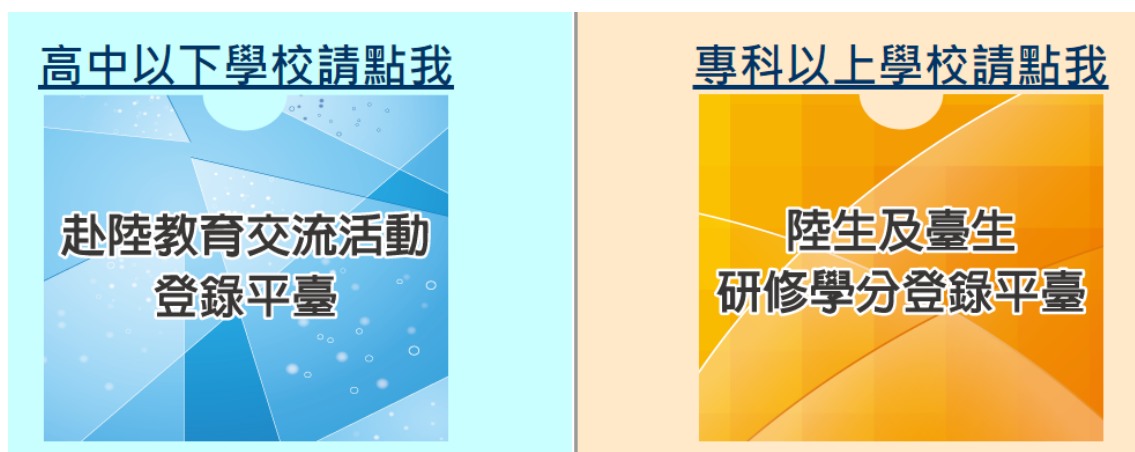 高中以下學校請點我
赴陸教育交流活動
登錄平臺
專科以上學校請點我
陸生及臺生
研修學分登錄平臺